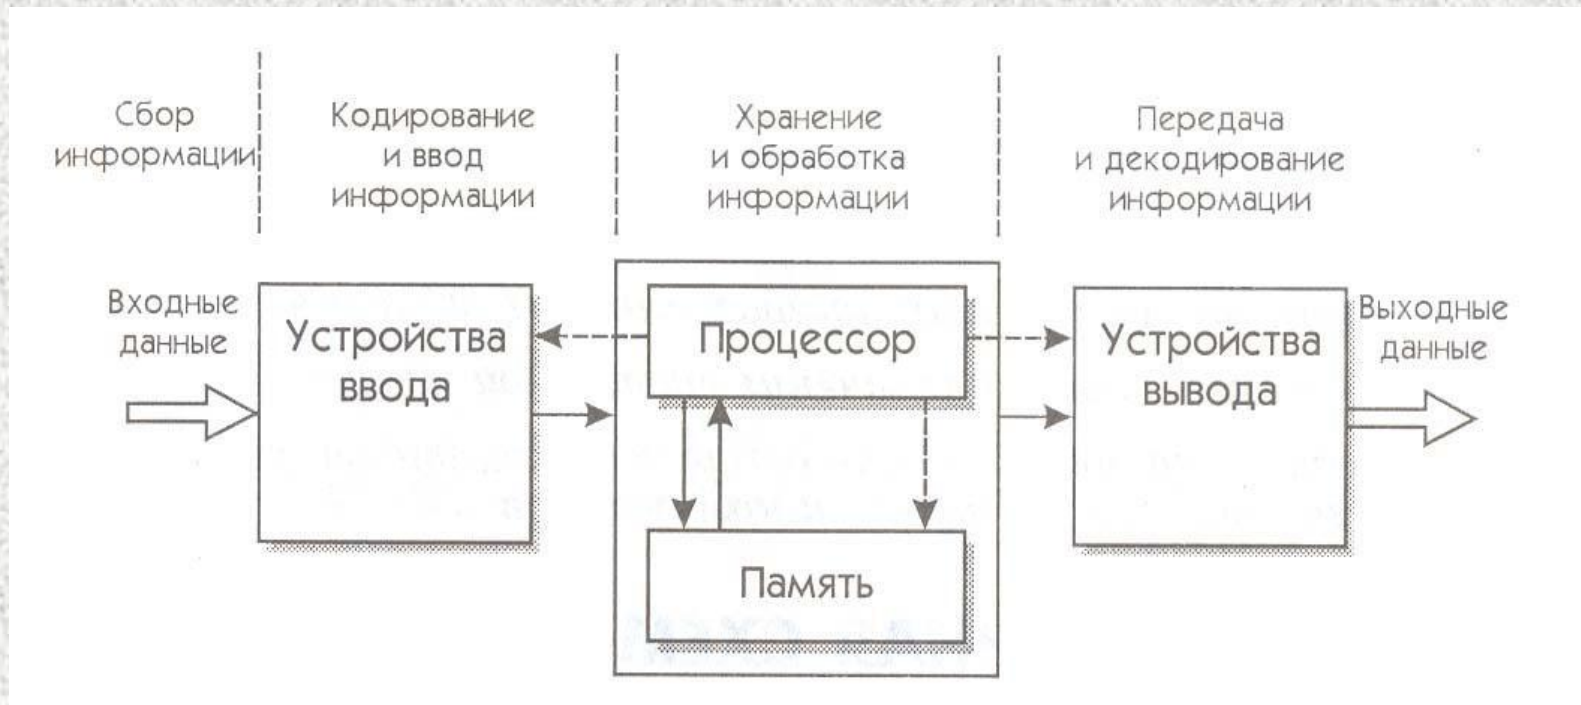 Сбор
информации
Кодирование
и ввод
информации
Хранение
и обработка
информации
Передача
и декодирование
информации
Входные
данные
Устройства
ввода
Процессор
Память
Устройства
вывода
Выходные
данные